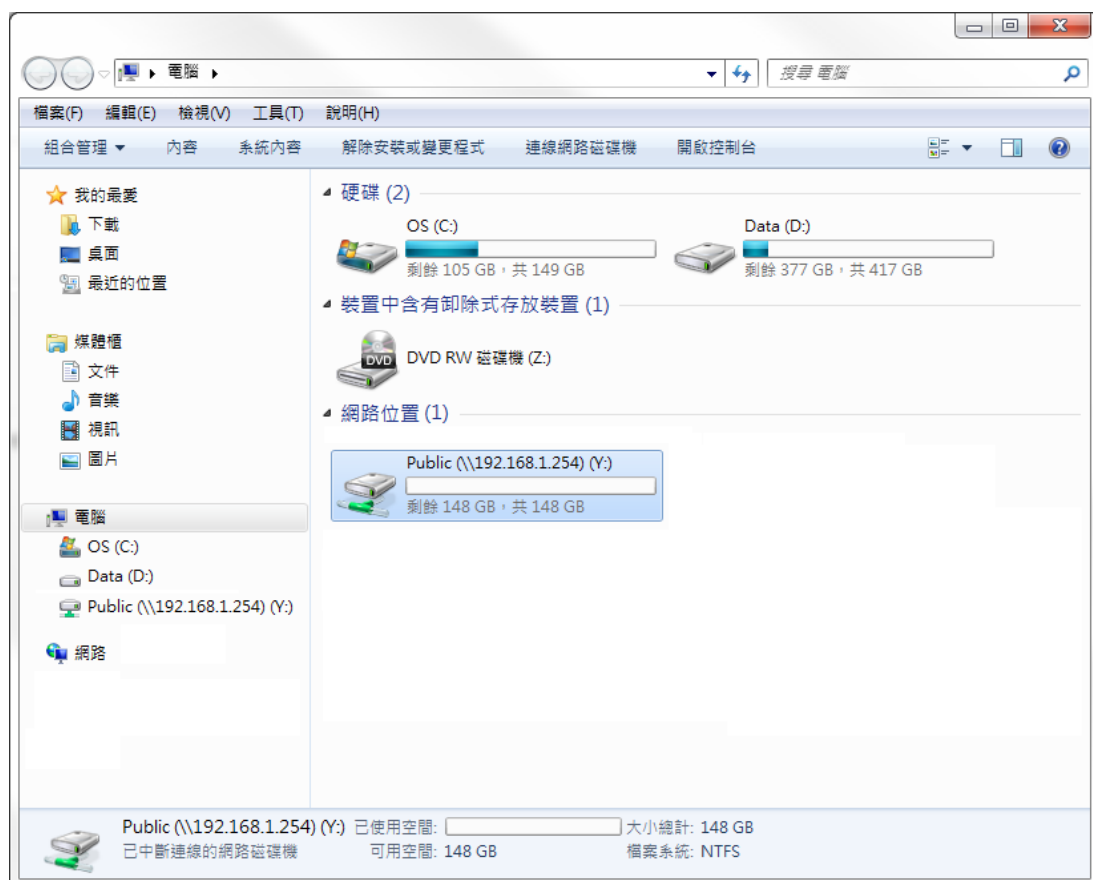 電腦
搜尋 電腦
檔案(F) 編輯(E) 檢視(V) 工具(T) 說明(H)
組合管理 內容 系統內容 解除安裝或變更程式 連線網路磁碟機 開啟控制台
我的最愛
下載
桌面
最近的位置
媒體櫃
文件
音樂
視訊
圖片
電腦
OS (C:)
Data (D:)
Public (\\192.168.1.254) (Y:)
網路
硬碟 (2)
OS (C:)
剩餘 105 GB，共 149 GB
Data (D:)
剩餘 377 GB，共 417 GB
裝置中含有卸除式存放裝置 (1)
DVD
DVD RW 磁碟機 (Z:)
網路位置 (1)
Public (\\192.168.1.254) (Y:)
剩餘 148 GB，共 148 GB
Public (\\192.168.1.254) (Y:) 已使用空間: 大小總計: 148 GB
已中斷連線的網路磁碟機 可用空間: 148 GB 檔案系統: NTFS